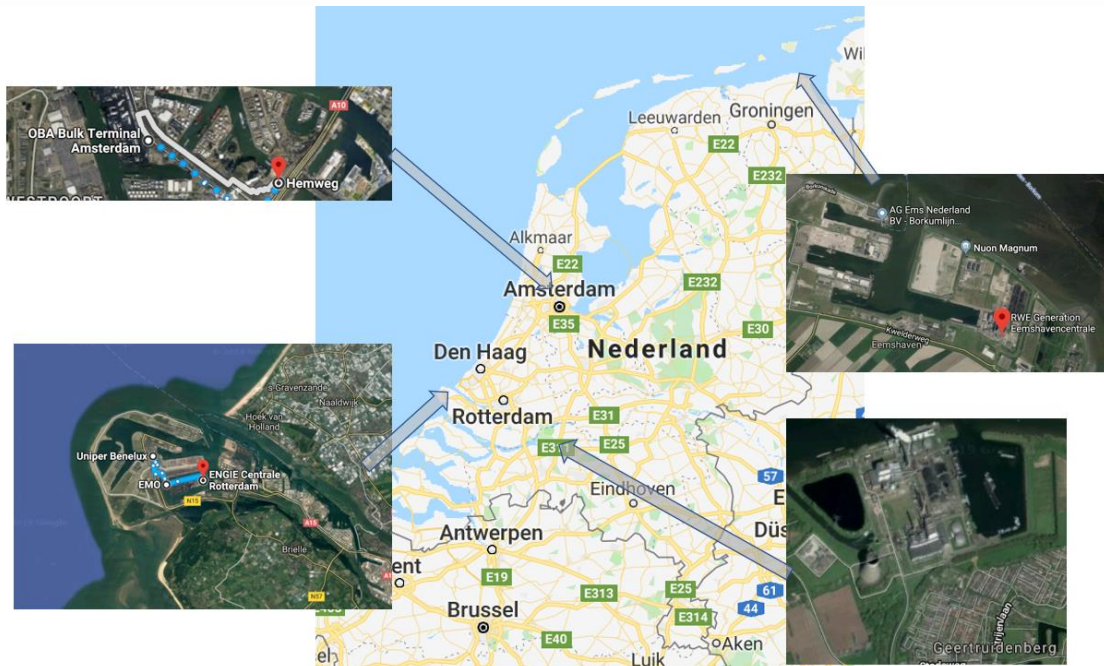 OBA Bulk Terminal
Amsterdam
A10
Hemweg
WESTPOORT
Leeuwarden
Groningen
E22
E232
Alkmaar
E22
E232
Amsterdam
E35
E30
Den Haag
Nederland
Rotterdam
E31
E311
E25
57
Eindhoven
Antwerpen
E19
E313
E25
61
44
E314
Brussel
E40
Aken
Luik
AG Ems Nederland
BV - Borkumlijn...
Nuon Magnum
RWE Generation
Eemshavencentrale
Kwelderweg
Eemshaven
's-Gravenzande
Naaldwijk
Hoek van
Holland
Uniper Benelux
ENGIE Centrale
Rotterdam
EMO
N15
A15
Brielle
N57
Geertruidenberg